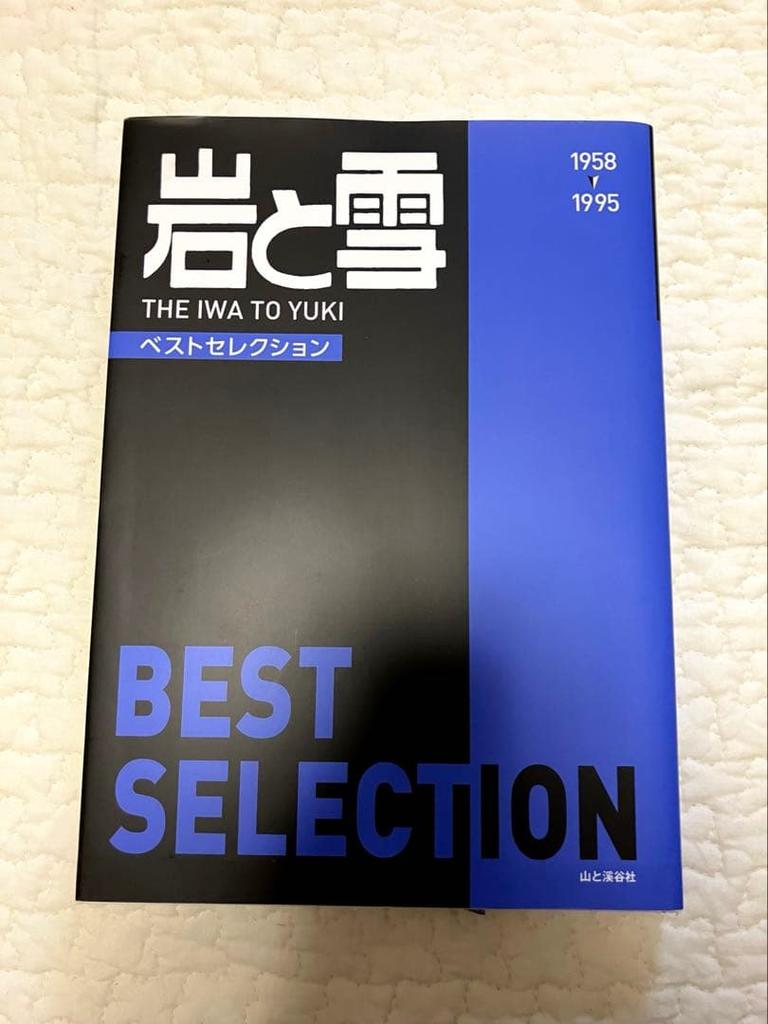 岩と雪
THE IWA TO YUKI
ベストセレクション
1958
1995
BEST
SELECTION
山と溪谷社